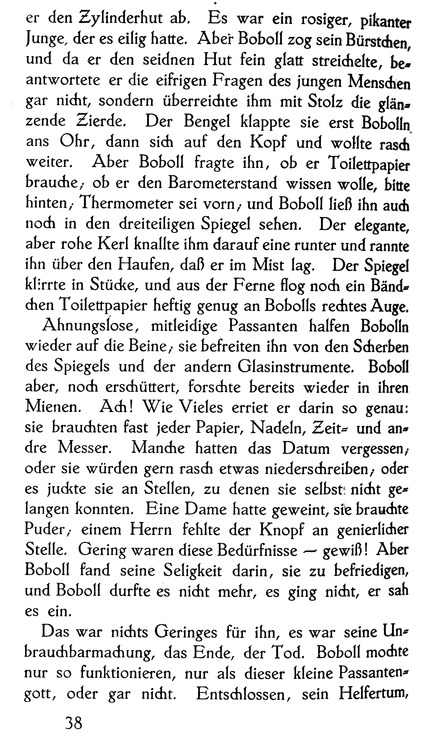 er den Zylinderhut ab. Es war ein rosiger, pikanter
Junge, der es eilig hatte. Aber Boboll zog sein Bürstchen,
und da er den seidnen Hut fein glatt streichelte, be-
antwortete er die eifrigen Fragen des jungen Menschen
gar nicht, sondern überreichte ihm mit Stolz die glän-
zende Zierde. Der Bengel klappte sie erst Bobolln
ans Ohr, dann sich auf den Kopf und wollte rasch
weiter. Aber Boboll fragte ihn, ob er Toilettpapier
brauche, ob er den Barometerstand wissen wolle, bitte
hinten, Thermometer sei vorn, und Boboll ließ ihn auch
noch in den dreiteiligen Spiegel sehen. Der elegante,
aber rohe Kerl knallte ihm darauf eine runter und rannte
ihn über den Haufen, daß er im Mist lag. Der Spiegel
klirrte in Stücke, und aus der Ferne flog noch ein Bänd-
chen Toilettpapier heftig genug an Bobolls rechtes Auge.
Ahnungslose, mitleidige Passanten halfen Bobolln
wieder auf die Beine, sie befreiten ihn von den Scherben
des Spiegels und der andern Glasinstrumente. Boboll
aber, noch erschüttert, forschte bereits wieder in ihren
Mienen. Ach! Wie Vieles erriet er darin so genau:
sie brauchten fast jeder Papier, Nadeln, Zeit- und an-
dre Messer. Manche hatten das Datum vergessen,
oder sie würden gern rasch etwas niederschreiben, oder
es juckte sie an Stellen, zu denen sie selbst nicht ge-
langen konnten. Eine Dame hatte geweint, sie brauchte
Puder, einem Herrn fehlte der Knopf an genierlicher
Stelle. Gering waren diese Bedürfnisse — gewiß! Aber
Boboll fand seine Seligkeit darin, sie zu befriedigen,
und Boboll durfte es nicht mehr, es ging nicht, er sah
es ein.
Das war nichts Geringes für ihn, es war seine Un-
brauchbarmachung, das Ende, der Tod. Boboll mochte
nur so funktionieren, nur als dieser kleine Passanten-
gott, oder gar nicht. Entschlossen, sein Helfertum,
38